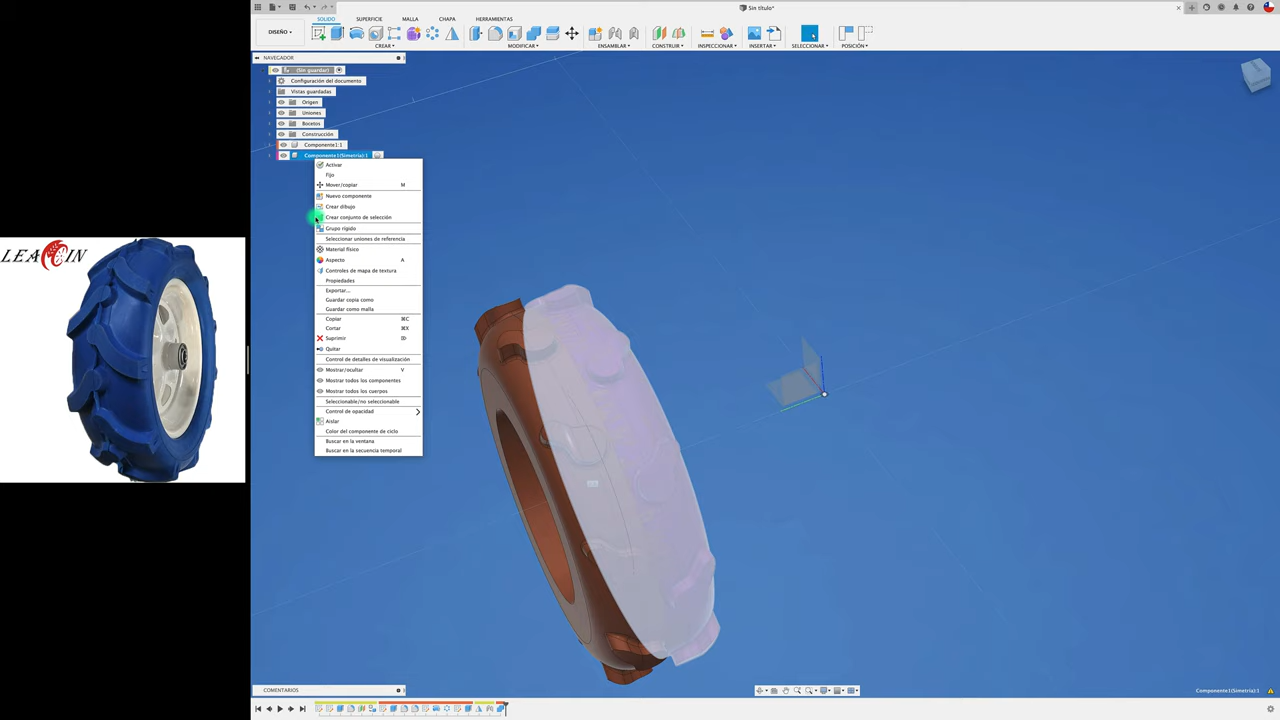 Sin título*
SÓLIDO SUPERFICIE MALLA CHAPA HERRAMIENTAS
DISEÑO
CREAR MODIFICAR ENSAMBLAR CONSTRUIR INSPECCIONAR INSERTAR SELECCIONAR POSICIÓN
NAVEGADOR
(Sin guardar)
Configuración del documento
Vistas guardadas
Origen
Uniones
Bocetos
Construcción
Componente1:1
Componente1(Simetría):1
Activar
Fijo
Mover/copiar M
Nuevo componente
Crear dibujo
Crear conjunto de selección
Grupo rígido
Seleccionar uniones de referencia
Material físico
Aspecto A
Controles de mapa de textura
Propiedades
Exportar...
Guardar copia como
Guardar como malla
Copiar ⌘C
Cortar ⌘X
Suprimir ⌦
Quitar
Control de detalles de visualización
Mostrar/ocultar V
Mostrar todos los componentes
Mostrar todos los cuerpos
Seleccionable/no seleccionable
Control de opacidad
Aislar
Color del componente de ciclo
Buscar en la ventana
Buscar en la secuencia temporal
COMENTARIOS
Componente1(Simetría):1